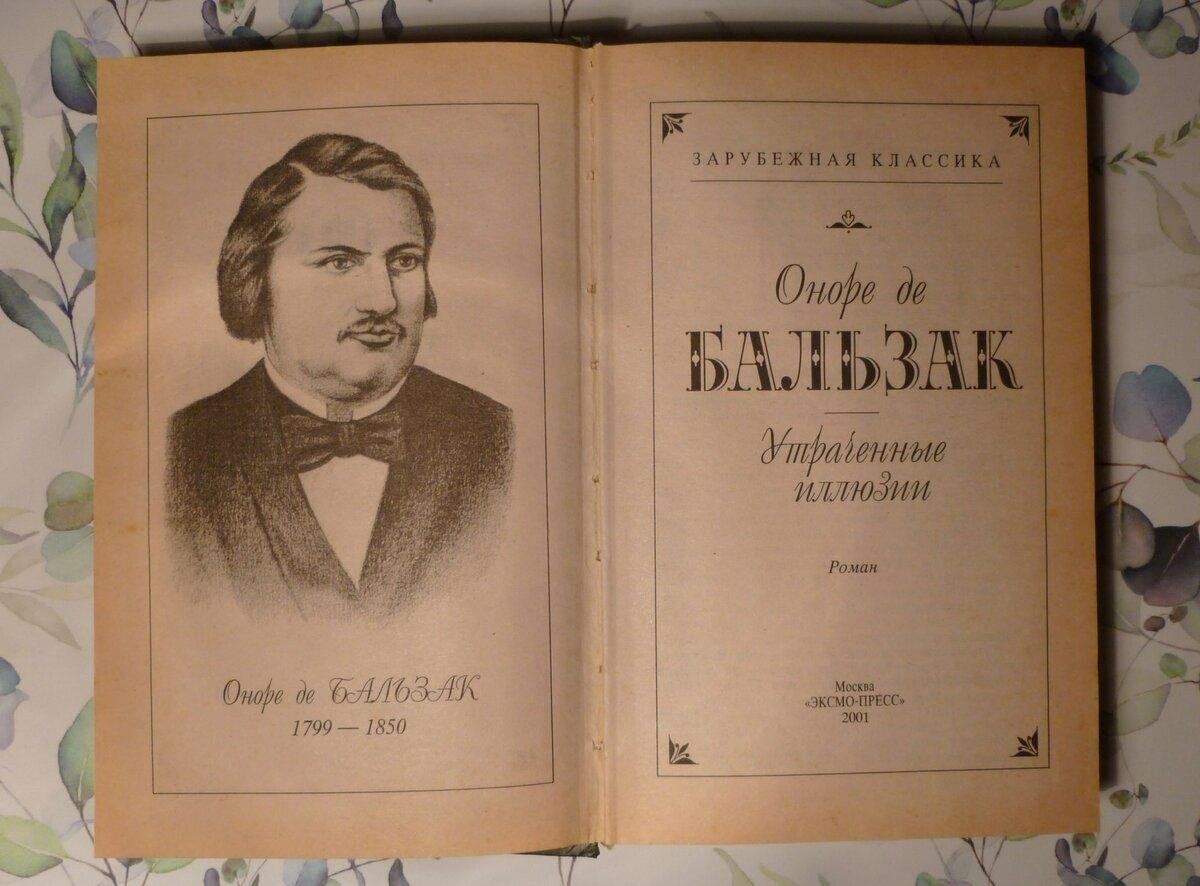 Оноре де БАЛЬЗАК
1799 — 1850
ЗАРУБЕЖНАЯ КЛАССИКА
Оноре де
БАЛЬЗАК
Утраченные
иллюзии
Роман
Москва
«ЭКСМО-ПРЕСС»
2001